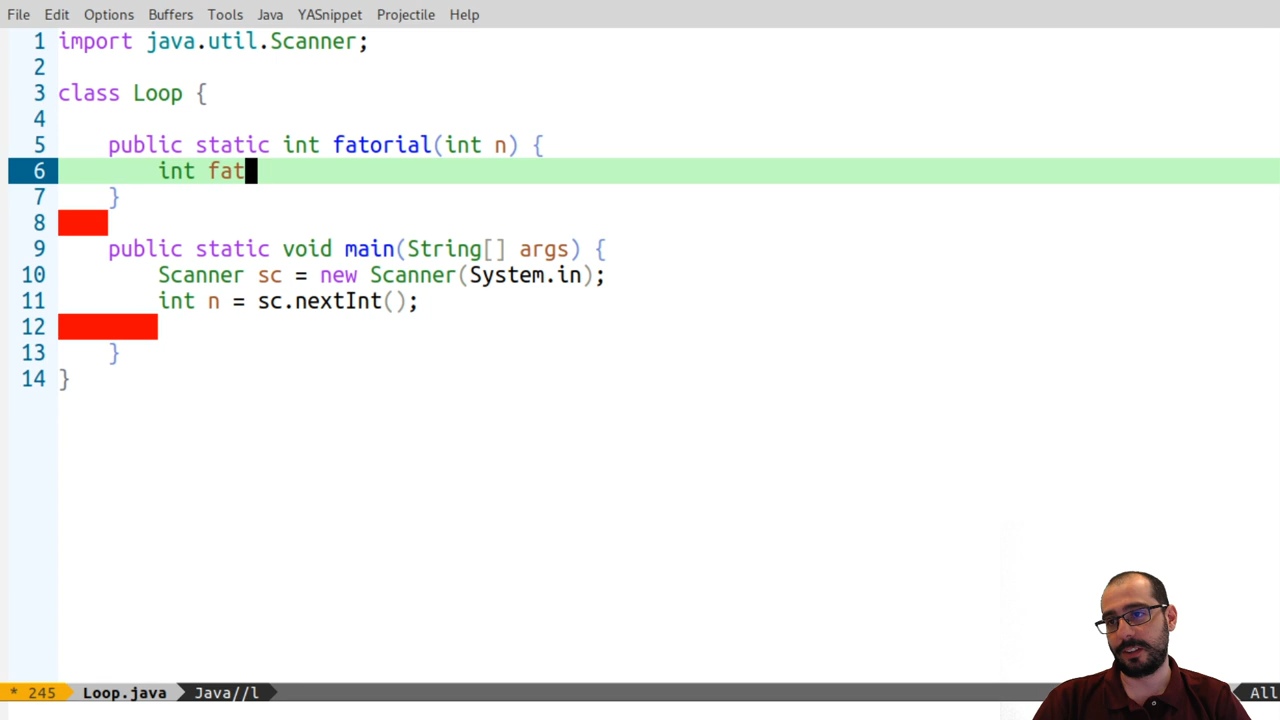 File Edit Options Buffers Tools Java YASnippet Projectile Help
1 import java.util.Scanner;
2
3 class Loop {
4
5 public static int fatorial(int n) {
6 int fat
7 }
8
9 public static void main(String[] args) {
10 Scanner sc = new Scanner(System.in);
11 int n = sc.nextInt();
12
13 }
14 }
* 245 Loop.java Java//l All